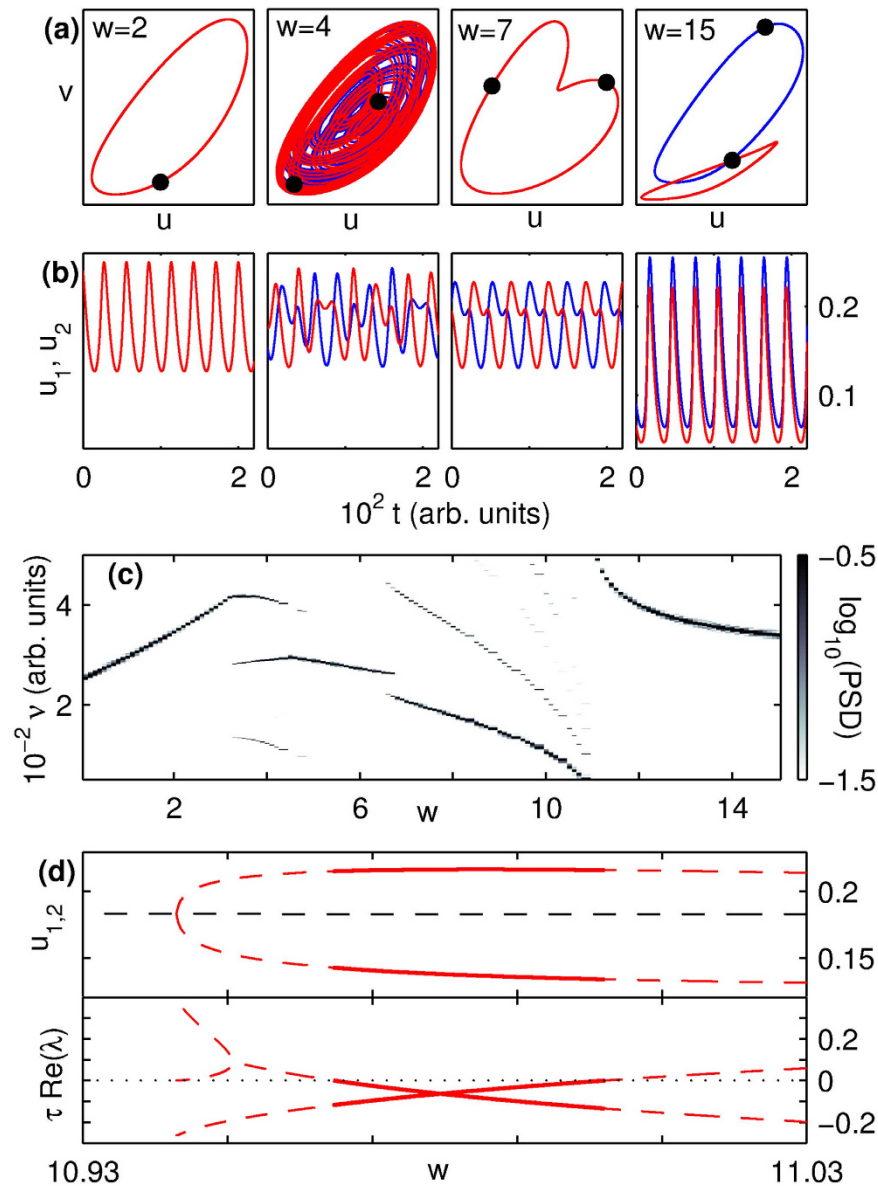 (a) w=2 w=4 w=7 w=15
v
u u u u
(b)
u₁, u₂
0.2
0.1
0 2 0 2 0 2 0 2
10² t (arb. units)
(c)
10⁻² ν (arb. units)
4
2
2 6 10 14
w
−0.5
log₁₀(PSD)
−1.5
(d)
u₁,₂
0.2
0.15
τ Re(λ)
0.2
0
−0.2
10.93 w 11.03